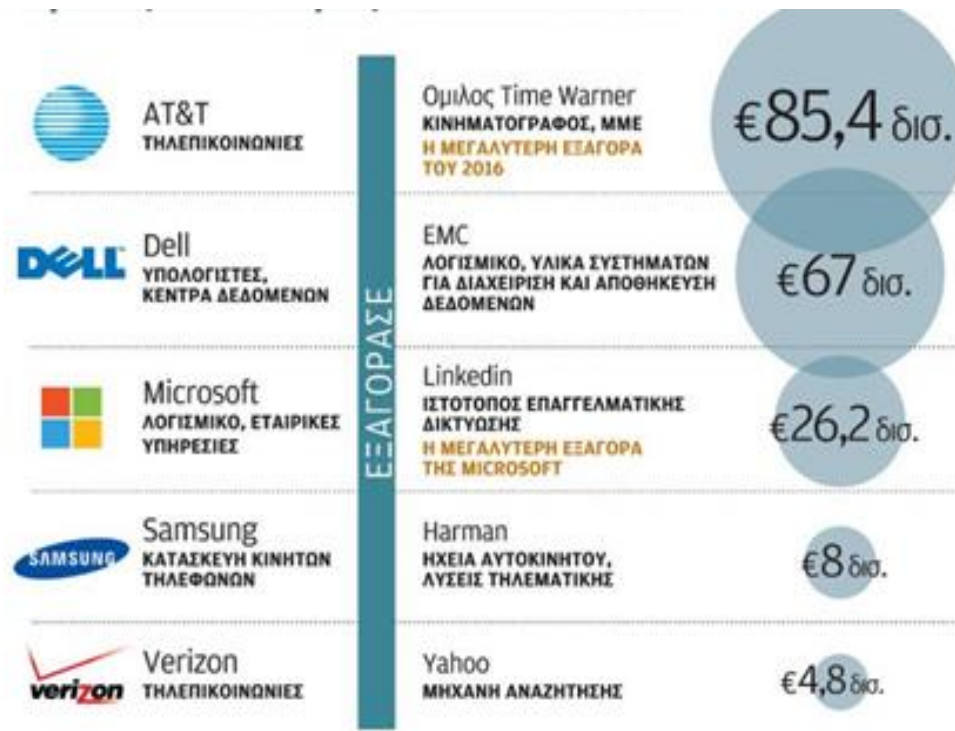 AT&T
ΤΗΛΕΠΙΚΟΙΝΩΝΙΕΣ
Ομιλος Time Warner
ΚΙΝΗΜΑΤΟΓΡΑΦΟΣ, ΜΜΕ
Η ΜΕΓΑΛΥΤΕΡΗ ΕΞΑΓΟΡΑ
ΤΟΥ 2016
€85,4 δισ.
ΕΞΑΓΟΡΑΣΕ
DELL
Dell
ΥΠΟΛΟΓΙΣΤΕΣ,
ΚΕΝΤΡΑ ΔΕΔΟΜΕΝΩΝ
EMC
ΛΟΓΙΣΜΙΚΟ, ΥΛΙΚΑ ΣΥΣΤΗΜΑΤΩΝ
ΓΙΑ ΔΙΑΧΕΙΡΙΣΗ ΚΑΙ ΑΠΟΘΗΚΕΥΣΗ
ΔΕΔΟΜΕΝΩΝ
€67 δισ.
Microsoft
ΛΟΓΙΣΜΙΚΟ, ΕΤΑΙΡΙΚΕΣ
ΥΠΗΡΕΣΙΕΣ
Linkedin
ΙΣΤΟΤΟΠΟΣ ΕΠΑΓΓΕΛΜΑΤΙΚΗΣ
ΔΙΚΤΥΩΣΗΣ
Η ΜΕΓΑΛΥΤΕΡΗ ΕΞΑΓΟΡΑ
ΤΗΣ MICROSOFT
€26,2 δισ.
SAMSUNG
Samsung
ΚΑΤΑΣΚΕΥΗ ΚΙΝΗΤΩΝ
ΤΗΛΕΦΩΝΩΝ
Harman
ΗΧΕΙΑ ΑΥΤΟΚΙΝΗΤΟΥ,
ΛΥΣΕΙΣ ΤΗΛΕΜΑΤΙΚΗΣ
€8 δισ.
verizon
Verizon
ΤΗΛΕΠΙΚΟΙΝΩΝΙΕΣ
Yahoo
ΜΗΧΑΝΗ ΑΝΑΖΗΤΗΣΗΣ
€4,8 δισ.